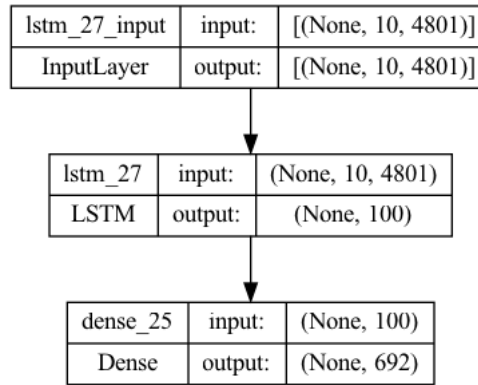 lstm_27_input input: [(None, 10, 4801)]
InputLayer output: [(None, 10, 4801)]
lstm_27 input: (None, 10, 4801)
LSTM output: (None, 100)
dense_25 input: (None, 100)
Dense output: (None, 692)